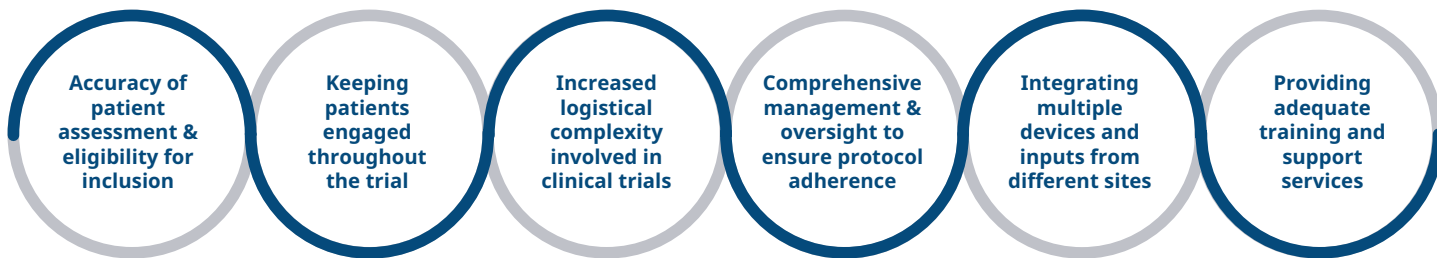 Accuracy of
patient
assessment &
eligibility for
inclusion
Keeping
patients
engaged
throughout
the trial
Increased
logistical
complexity
involved in
clinical trials
Comprehensive
management &
oversight to
ensure protocol
adherence
Integrating
multiple
devices and
inputs from
different sites
Providing
adequate
training and
support
services